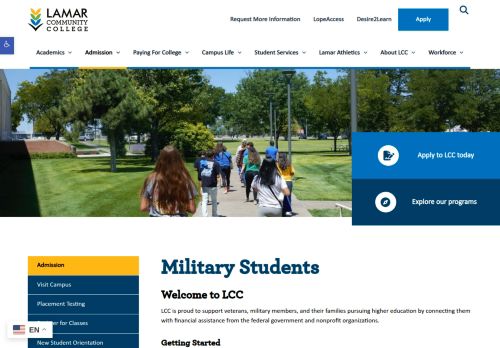 LAMAR
COMMUNITY
COLLEGE
Request More Information
LopeAccess
Desire2Learn
Apply
Academics
Admission
Paying For College
Campus Life
Student Services
Lamar Athletics
About LCC
Workforce
Apply to LCC today
Explore our programs
Admission
Visit Campus
Placement Testing
er for Classes
New Student Orientation
EN
Military Students
Welcome to LCC
LCC is proud to support veterans, military members, and their families pursuing higher education by connecting them
with financial assistance from the federal government and nonprofit organizations.
Getting Started